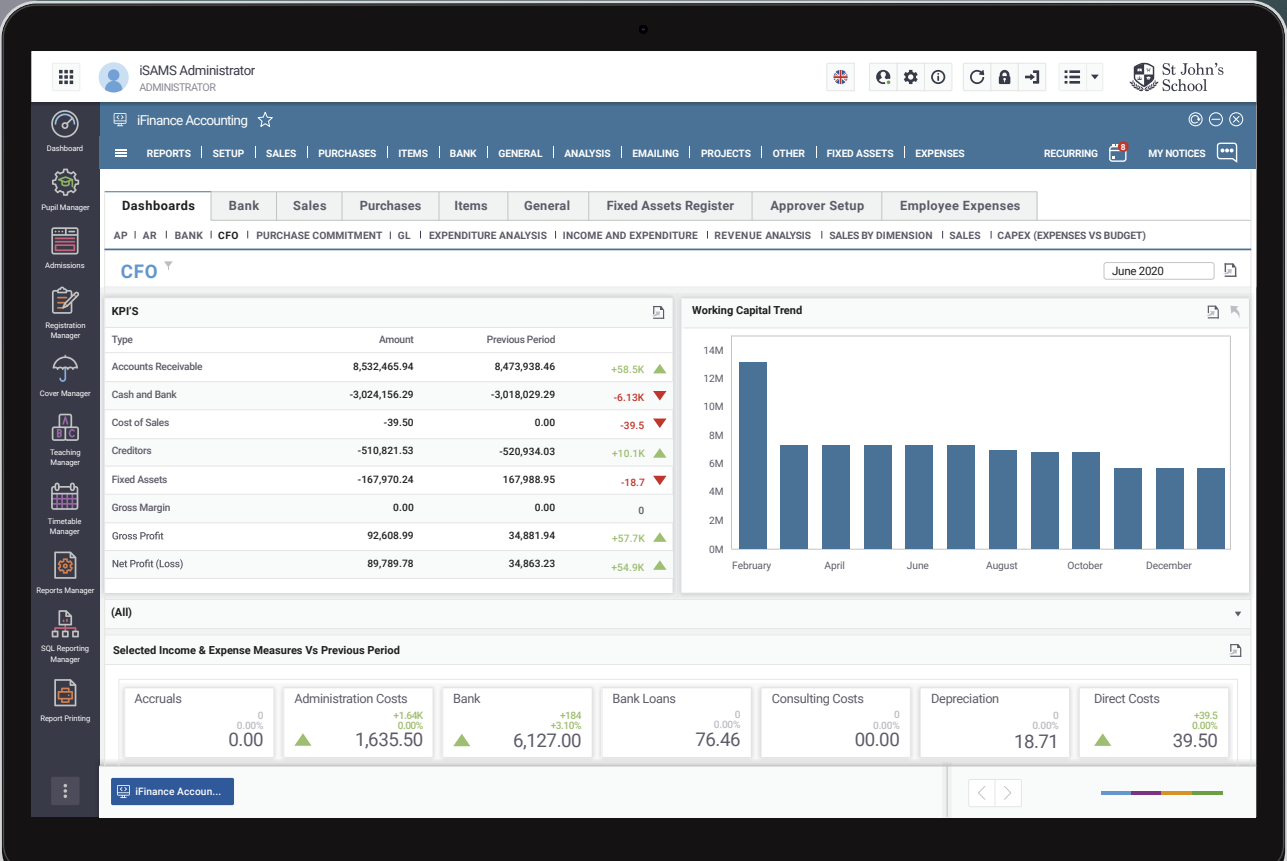 iSAMS Administrator
ADMINISTRATOR
St John's
School
iFinance Accounting
REPORTS SETUP SALES PURCHASES ITEMS BANK GENERAL ANALYSIS EMAILING PROJECTS OTHER FIXED ASSETS EXPENSES RECURRING 8 MY NOTICES
Dashboard
Pupil Manager
Admissions
Registration
Manager
Cover Manager
A
B C
Teaching
Manager
Timetable
Manager
Reports Manager
SQL Reporting
Manager
Report Printing
Dashboards Bank Sales Purchases Items General Fixed Assets Register Approver Setup Employee Expenses
AP AR BANK CFO PURCHASE COMMITMENT GL EXPENDITURE ANALYSIS INCOME AND EXPENDITURE REVENUE ANALYSIS SALES BY DIMENSION SALES CAPEX (EXPENSES VS BUDGET)
CFO June 2020
KPI'S
Type Amount Previous Period
Accounts Receivable 8,532,465.94 8,473,938.46 +58.5K
Cash and Bank -3,024,156.29 -3,018,029.29 -6.13K
Cost of Sales -39.50 0.00 -39.5
Creditors -510,821.53 -520,934.03 +10.1K
Fixed Assets -167,970.24 167,988.95 -18.7
Gross Margin 0.00 0.00 0
Gross Profit 92,608.99 34,881.94 +57.7K
Net Profit (Loss) 89,789.78 34,863.23 +54.9K
Working Capital Trend
14M
12M
10M
8M
6M
4M
2M
0M
February April June August October December
(All)
Selected Income & Expense Measures Vs Previous Period
Accruals
0
0.00%
0.00
Administration Costs
+1.64K
0.00%
1,635.50
Bank
+184
+3.10%
6,127.00
Bank Loans
0
0.00%
76.46
Consulting Costs
0
0.00%
00.00
Depreciation
0
0.00%
18.71
Direct Costs
+39.5
0.00%
39.50
iFinance Accoun...